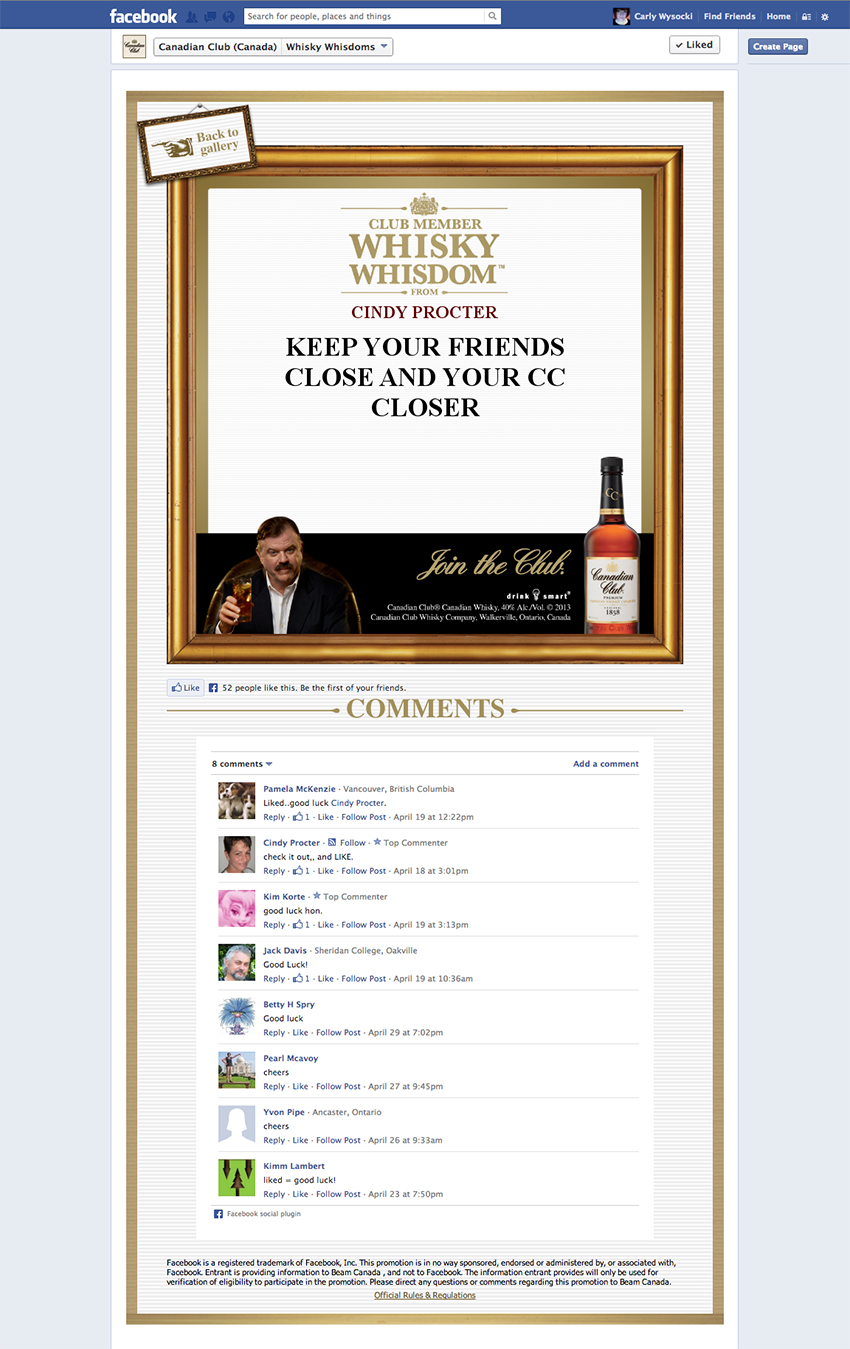 facebook
Search for people, places and things
Carly Wysocki
Find Friends
Home
Canadian Club
Canadian Club (Canada)
Whisky Whisdoms
✓ Liked
Create Page
Back to
gallery
CLUB MEMBER
WHISKY
WHISDOM™
FROM
CINDY PROCTER
KEEP YOUR FRIENDS
CLOSE AND YOUR CC
CLOSER
CC
Join the Club.
drink smart®
Canadian Club® Canadian Whisky, 40% Alc./Vol. © 2013
Canadian Club Whisky Company, Walkerville, Ontario, Canada
Canadian
Club
PREMIUM
1858
Like
52 people like this. Be the first of your friends.
COMMENTS
8 comments
Add a comment
Pamela McKenzie · Vancouver, British Columbia
Liked..good luck Cindy Procter.
Reply · 1 · Like · Follow Post · April 19 at 12:22pm
Cindy Procter · Follow · Top Commenter
check it out,, and LIKE.
Reply · 1 · Like · Follow Post · April 18 at 3:01pm
Kim Korte · Top Commenter
good luck hon.
Reply · 1 · Like · Follow Post · April 19 at 3:13pm
Jack Davis · Sheridan College, Oakville
Good Luck!
Reply · 1 · Like · Follow Post · April 19 at 10:36am
Betty H Spry
Good luck
Reply · Like · Follow Post · April 29 at 7:02pm
Pearl Mcavoy
cheers
Reply · Like · Follow Post · April 27 at 9:45pm
Yvon Pipe · Ancaster, Ontario
cheers
Reply · Like · Follow Post · April 26 at 9:33am
Kimm Lambert
liked = good luck!
Reply · Like · Follow Post · April 23 at 7:50pm
Facebook social plugin
Facebook is a registered trademark of Facebook, Inc. This promotion is in no way sponsored, endorsed or administered by, or associated with,
Facebook. Entrant is providing information to Beam Canada , and not to Facebook. The information entrant provides will only be used for
verification of eligibility to participate in the promotion. Please direct any questions or comments regarding this promotion to Beam Canada.
Official Rules & Regulations